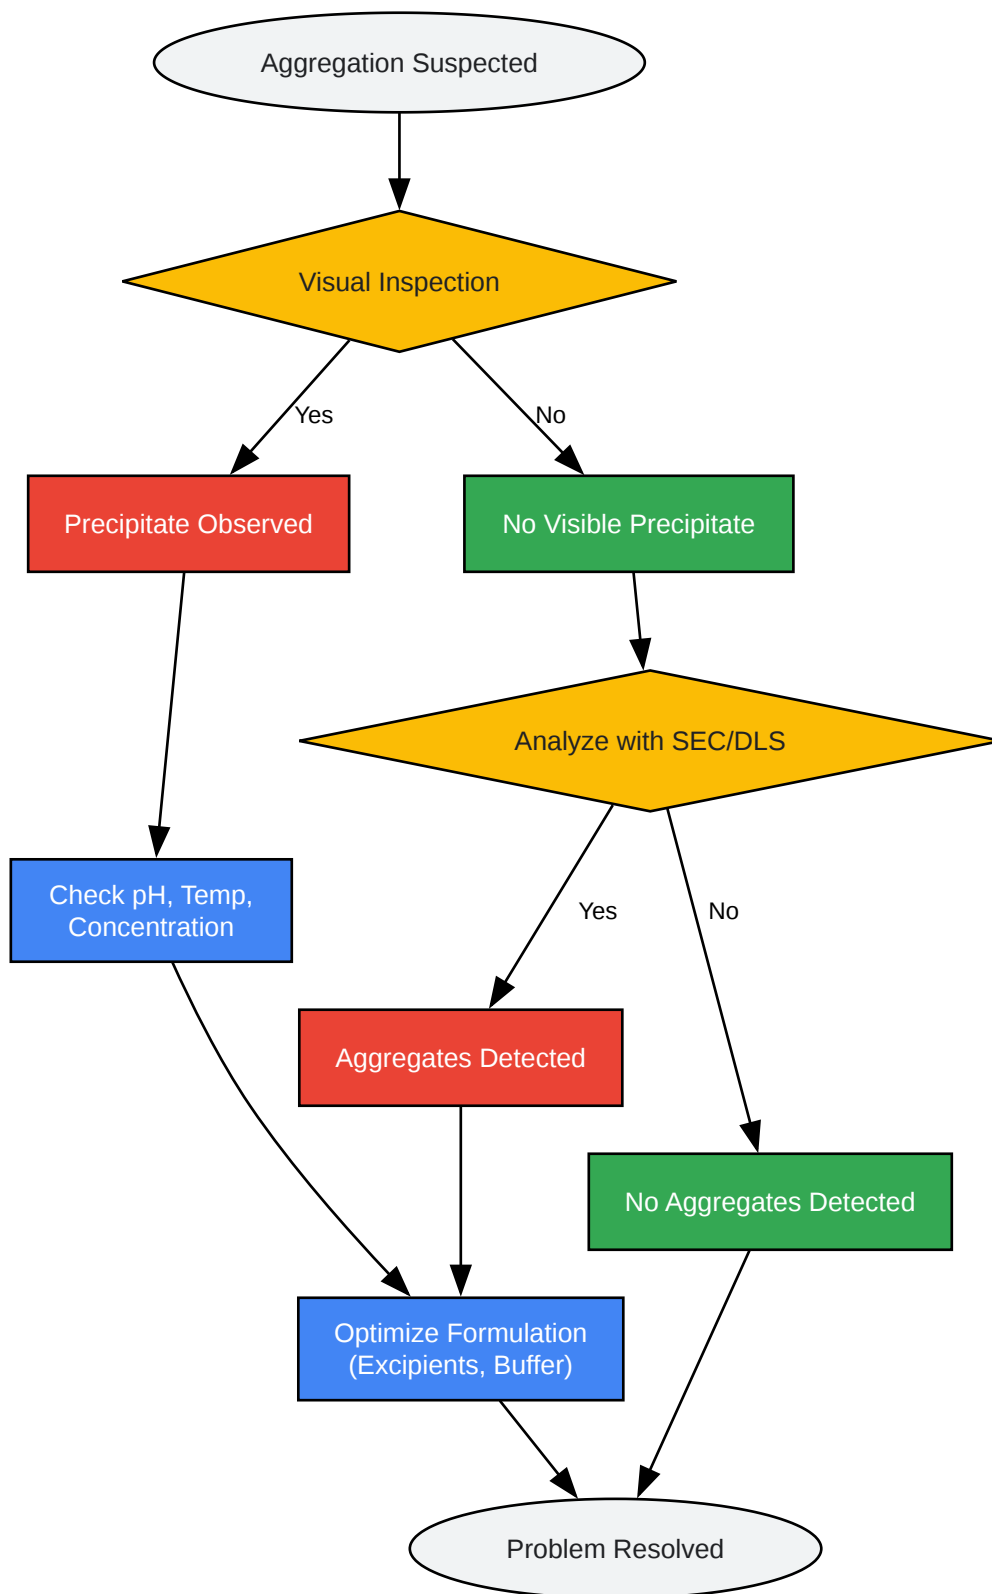 Aggregation Suspected
Visual Inspection
Yes
No
Precipitate Observed
No Visible Precipitate
Analyze with SEC/DLS
Check pH, Temp,
Concentration
Yes
No
Aggregates Detected
No Aggregates Detected
Optimize Formulation
(Excipients, Buffer)
Problem Resolved